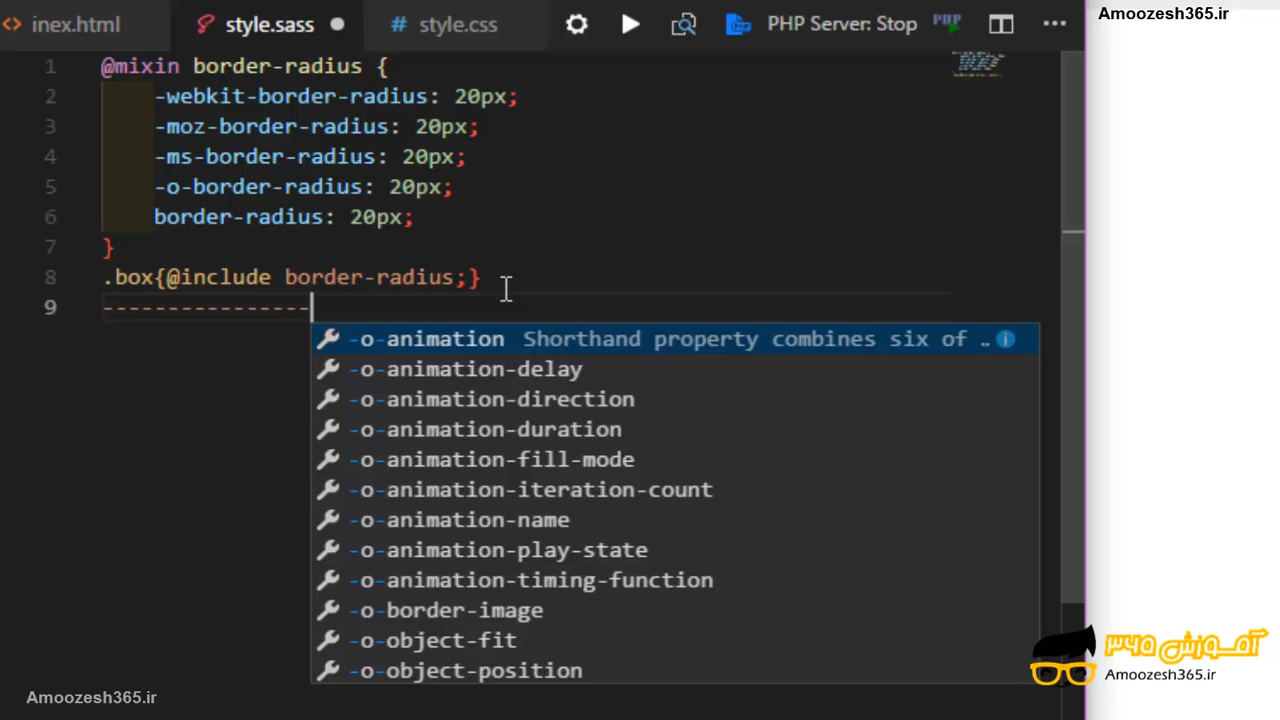 inex.html
style.sass
# style.css
PHP Server: Stop
PHP
Amoozesh365.ir
1 @mixin border-radius {
2 -webkit-border-radius: 20px;
3 -moz-border-radius: 20px;
4 -ms-border-radius: 20px;
5 -o-border-radius: 20px;
6 border-radius: 20px;
7 }
8 .box{@include border-radius;}
9 ----------------
-o-animation Shorthand property combines six of ..
-o-animation-delay
-o-animation-direction
-o-animation-duration
-o-animation-fill-mode
-o-animation-iteration-count
-o-animation-name
-o-animation-play-state
-o-animation-timing-function
-o-border-image
-o-object-fit
-o-object-position
آموزش ۳۶۵
Amoozesh365.ir
Amoozesh365.ir